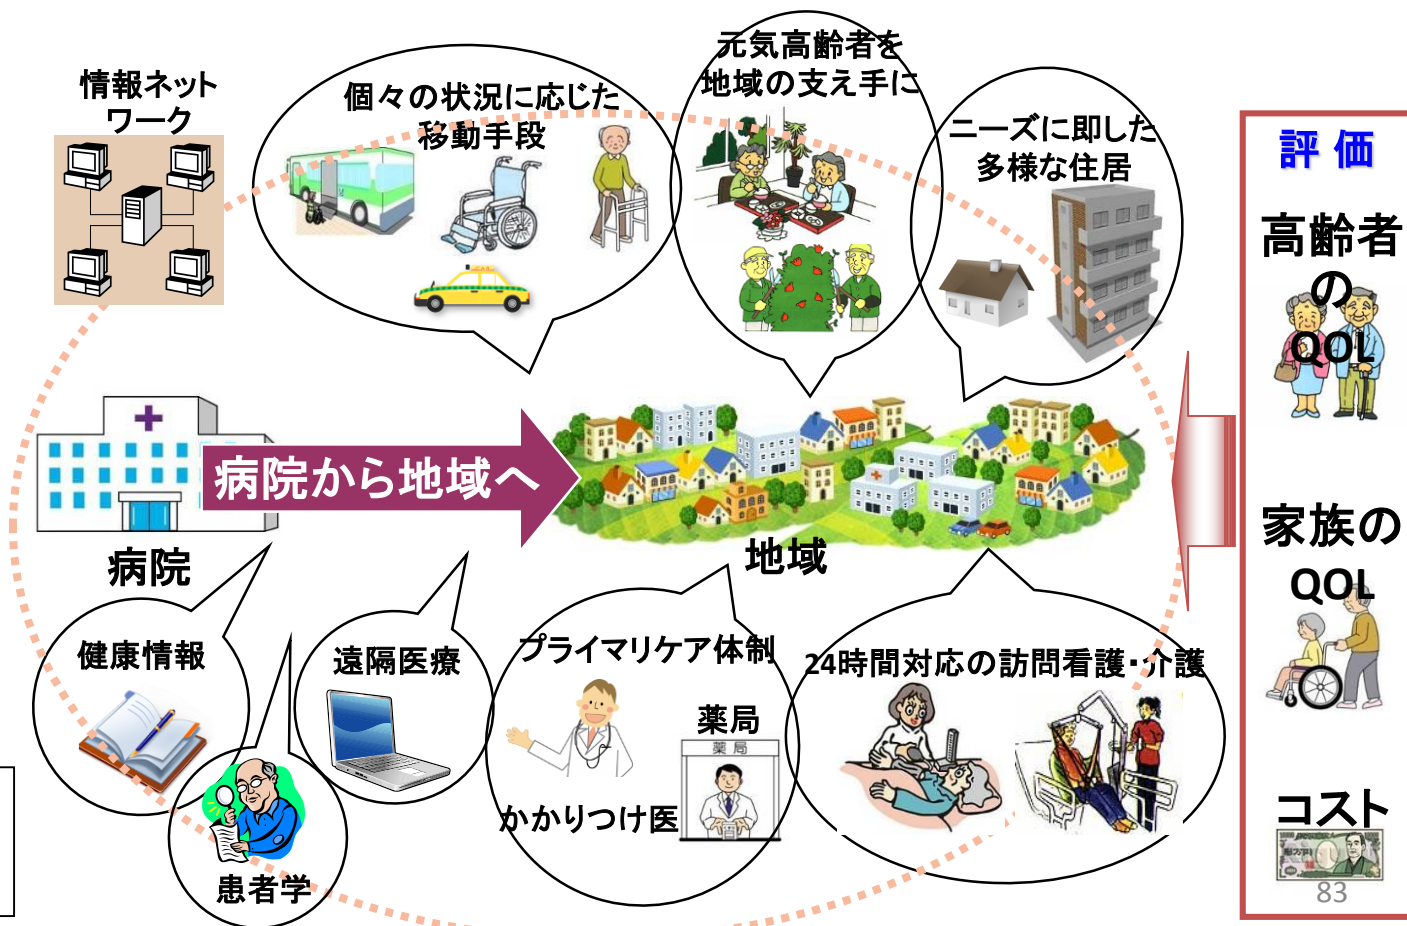 情報ネット
ワーク
個々の状況に応じた
移動手段
元気高齢者を
地域の支え手に
ニーズに即した
多様な住居
評 価
高齢者
の
QOL
病院から地域へ
病院
地域
家族の
QOL
健康情報
遠隔医療
プライマリケア体制
薬局
薬 局
かかりつけ医
24時間対応の訪問看護・介護
患者学
コスト
83